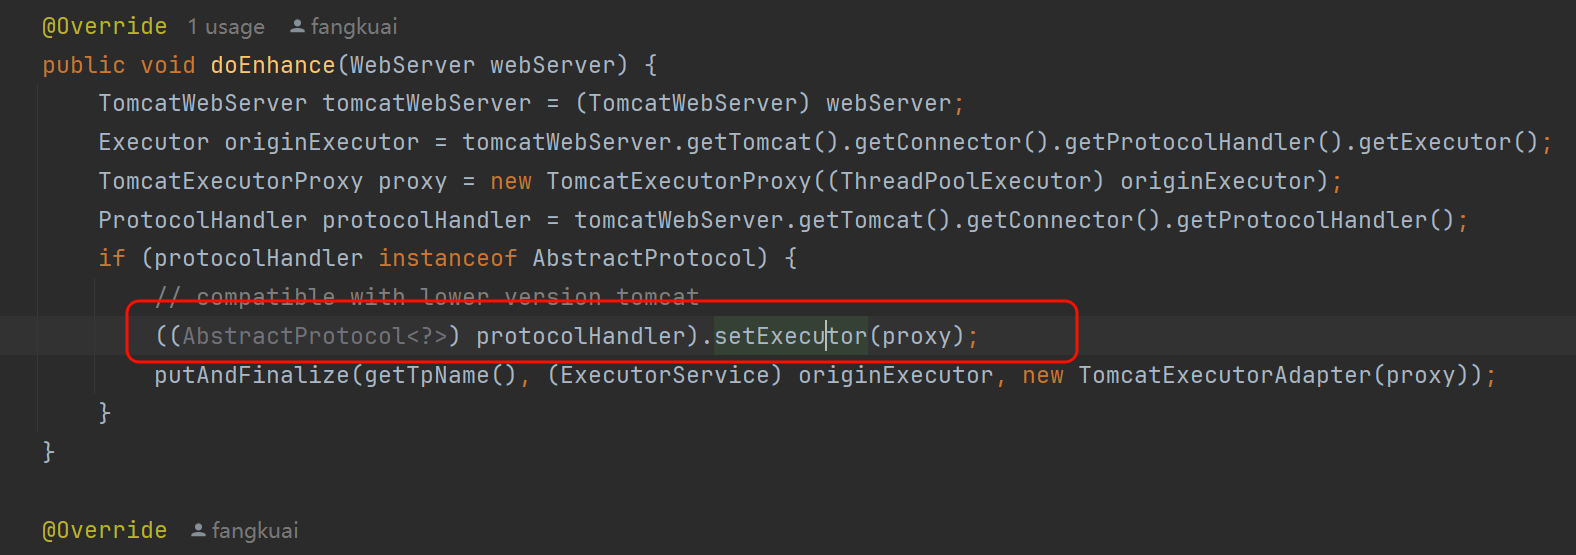 @Override 1 usage fangkuai
public void doEnhance(WebServer webServer) {
TomcatWebServer tomcatWebServer = (TomcatWebServer) webServer;
Executor originExecutor = tomcatWebServer.getTomcat().getConnector().getProtocolHandler().getExecutor();
TomcatExecutorProxy proxy = new TomcatExecutorProxy((ThreadPoolExecutor) originExecutor);
ProtocolHandler protocolHandler = tomcatWebServer.getTomcat().getConnector().getProtocolHandler();
if (protocolHandler instanceof AbstractProtocol) {
// compatible with lower version tomcat
((AbstractProtocol<?>) protocolHandler).setExecutor(proxy);
putAndFinalize(getTpName(), (ExecutorService) originExecutor, new TomcatExecutorAdapter(proxy));
}
}
@Override fangkuai